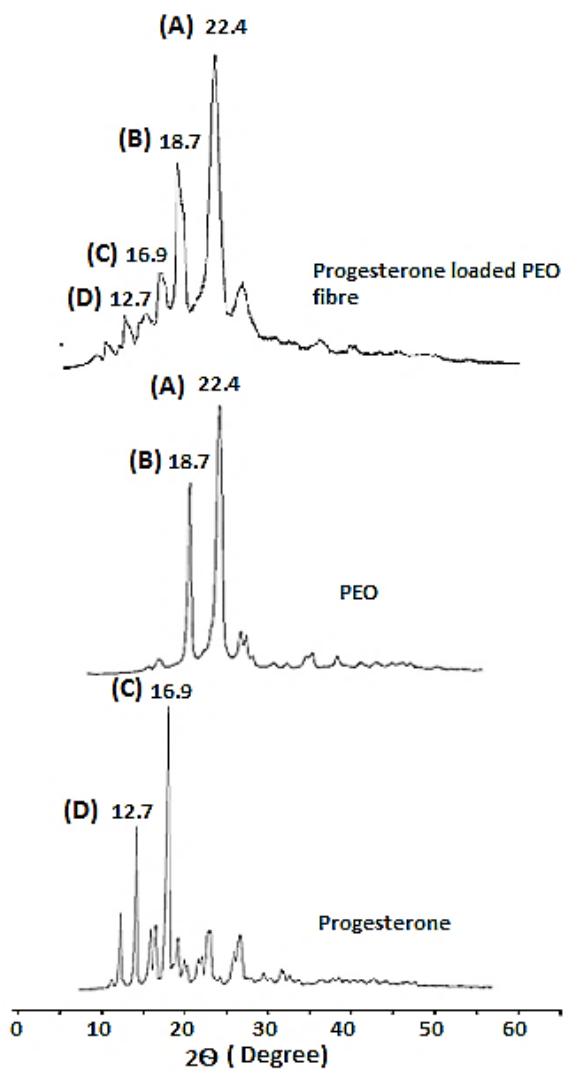 (A) 22.4
(B) 18.7
(C) 16.9
(D) 12.7
Progesterone loaded PEO
fibre
(A) 22.4
(B) 18.7
PEO
(C) 16.9
(D) 12.7
Progesterone
0 10 20 30 40 50 60
2Θ ( Degree)